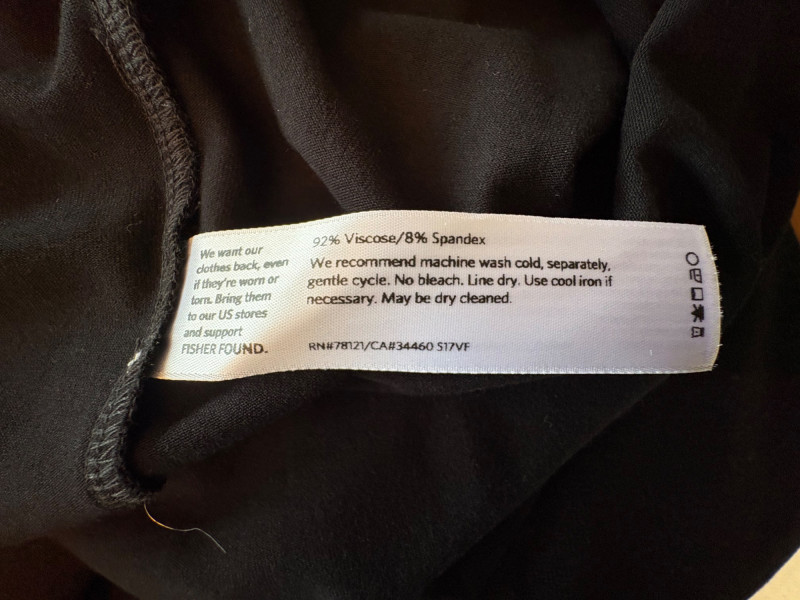 We want our
clothes back, even
if they're worn or
torn. Bring them
to our US stores
and support
FISHER FOUND.
92% Viscose/8% Spandex
We recommend machine wash cold, separately,
gentle cycle. No bleach. Line dry. Use cool iron if
necessary. May be dry cleaned.
RN#78121/CA#34460 S17VF